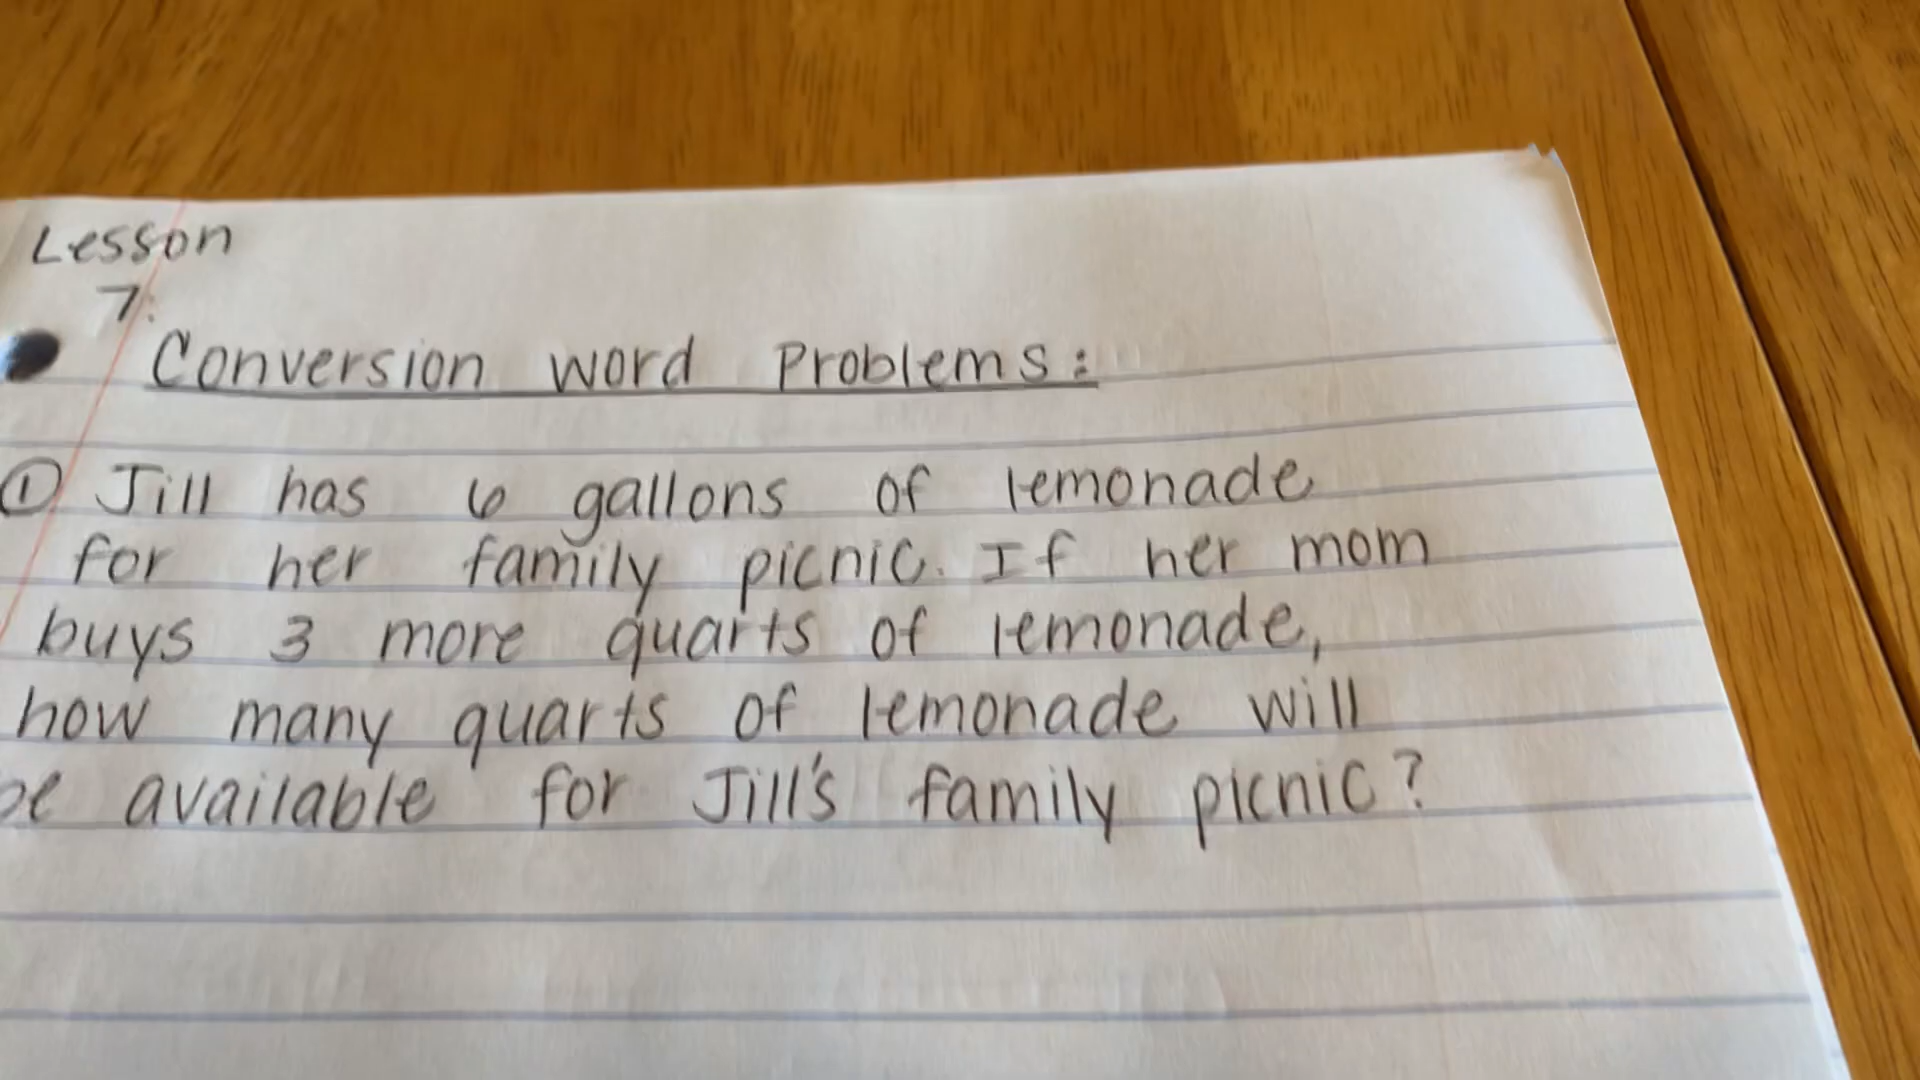 Lesson
7:
Conversion word problems:
① Jill has 6 gallons of lemonade
for her family picnic. If her mom
buys 3 more quarts of lemonade,
how many quarts of lemonade will
be available for Jill's family picnic?